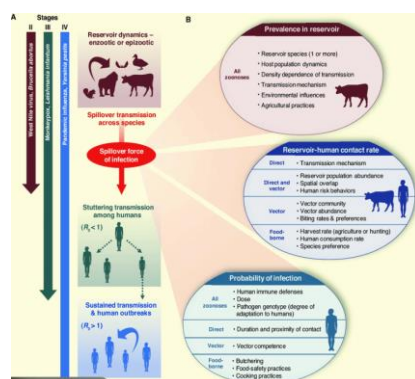 A
Stages
II
III
IV
West Nile virus, Brucella abortus
Monkeypox, Leishmania infantum
Pandemic influenza, Yersinia pestis
Reservoir dynamics –
enzootic or epizootic
Spillover transmission
across species
Spillover force
of infection
Stuttering transmission
among humans
(R₀ < 1)
Sustained transmission
& human outbreaks
(R₀ > 1)
B
Prevalence in reservoir
All
zoonoses
• Reservoir species (1 or more)
• Host population dynamics
• Density dependence of transmission
• Transmission mechanism
• Environmental influences
• Agricultural practices
Reservoir-human contact rate
Direct
• Transmission mechanism
Direct and
vector
• Reservoir population abundance
• Spatial overlap
• Human risk behaviors
Vector
• Vector community
• Vector abundance
• Biting rates & preferences
Food-
borne
• Harvest rate (agriculture or hunting)
• Human consumption rate
• Species preference
Probability of infection
All
zoonoses
• Human immune defenses
• Dose
• Pathogen genotype (degree of
adaptation to humans)
Direct
• Duration and proximity of contact
Vector
• Vector competence
Food-
borne
• Butchering
• Food-safety practices
• Cooking practices